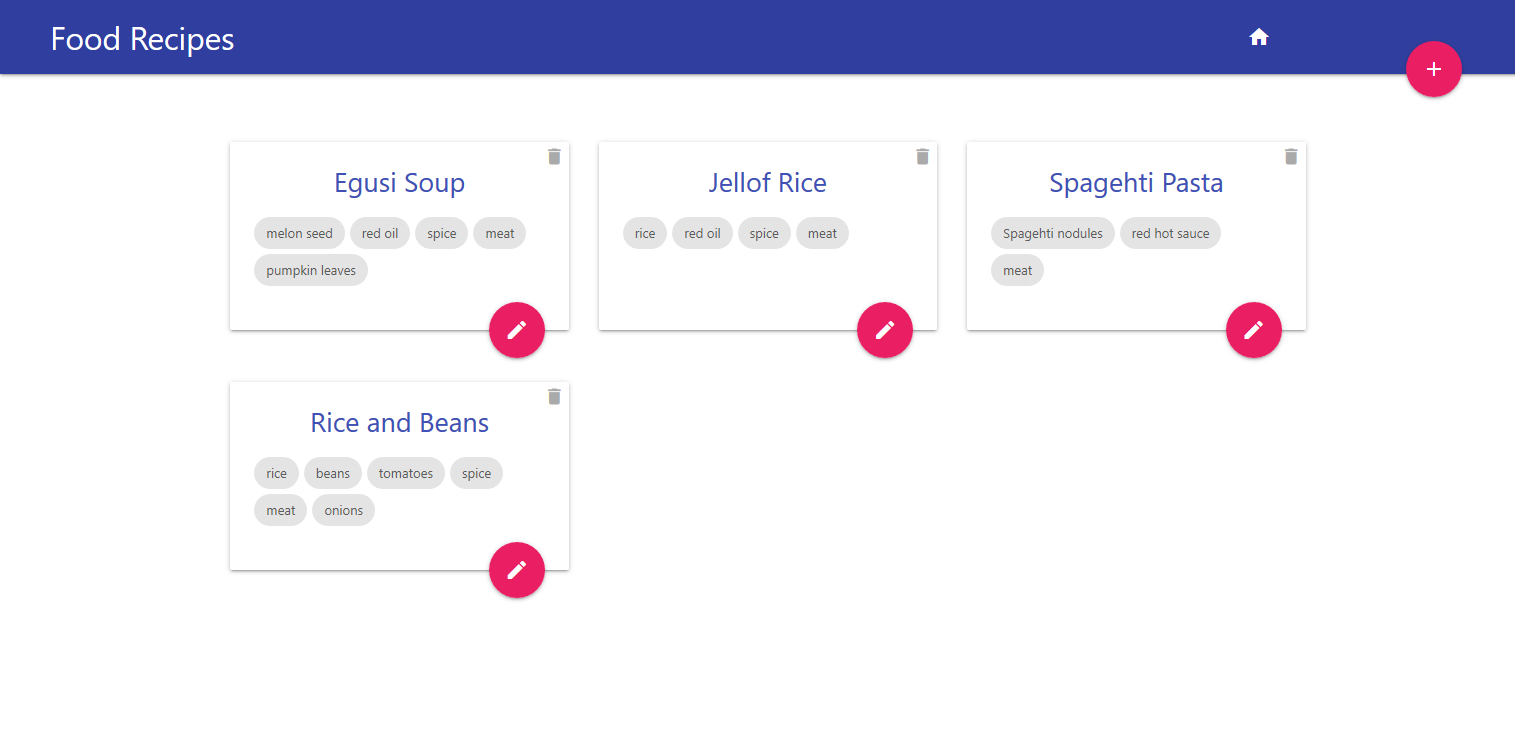 Food Recipes
Egusi Soup
melon seed red oil spice meat
pumpkin leaves
Jellof Rice
rice red oil spice meat
Spagehti Pasta
Spagehti nodules red hot sauce
meat
Rice and Beans
rice beans tomatoes spice
meat onions